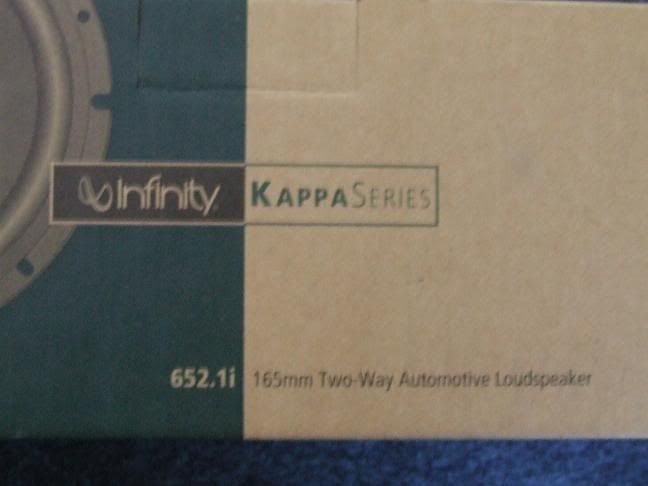 Infinity KAPPASERIES
652.1i 165mm Two-Way Automotive Loudspeaker